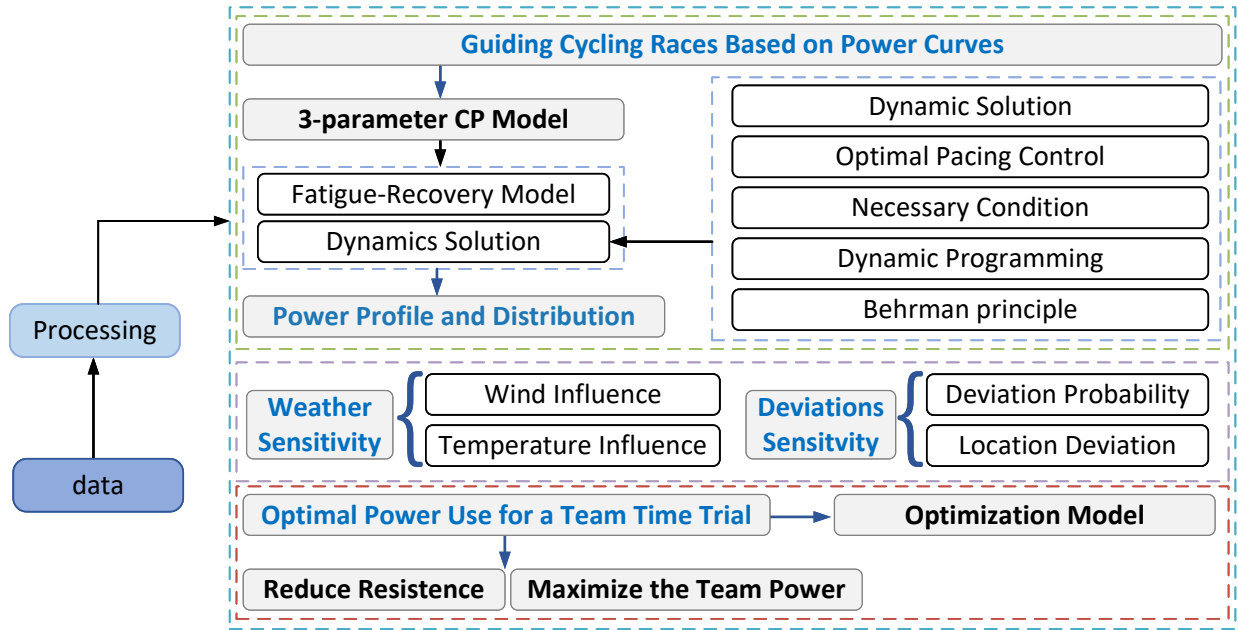 Guiding Cycling Races Based on Power Curves
3-parameter CP Model
Fatigue-Recovery Model
Dynamics Solution
Power Profile and Distribution
Dynamic Solution
Optimal Pacing Control
Necessary Condition
Dynamic Programming
Behrman principle
Processing
data
Weather
Sensitivity
Wind Influence
Temperature Influence
Deviations
Sensitvity
Deviation Probability
Location Deviation
Optimal Power Use for a Team Time Trial
Optimization Model
Reduce Resistence
Maximize the Team Power